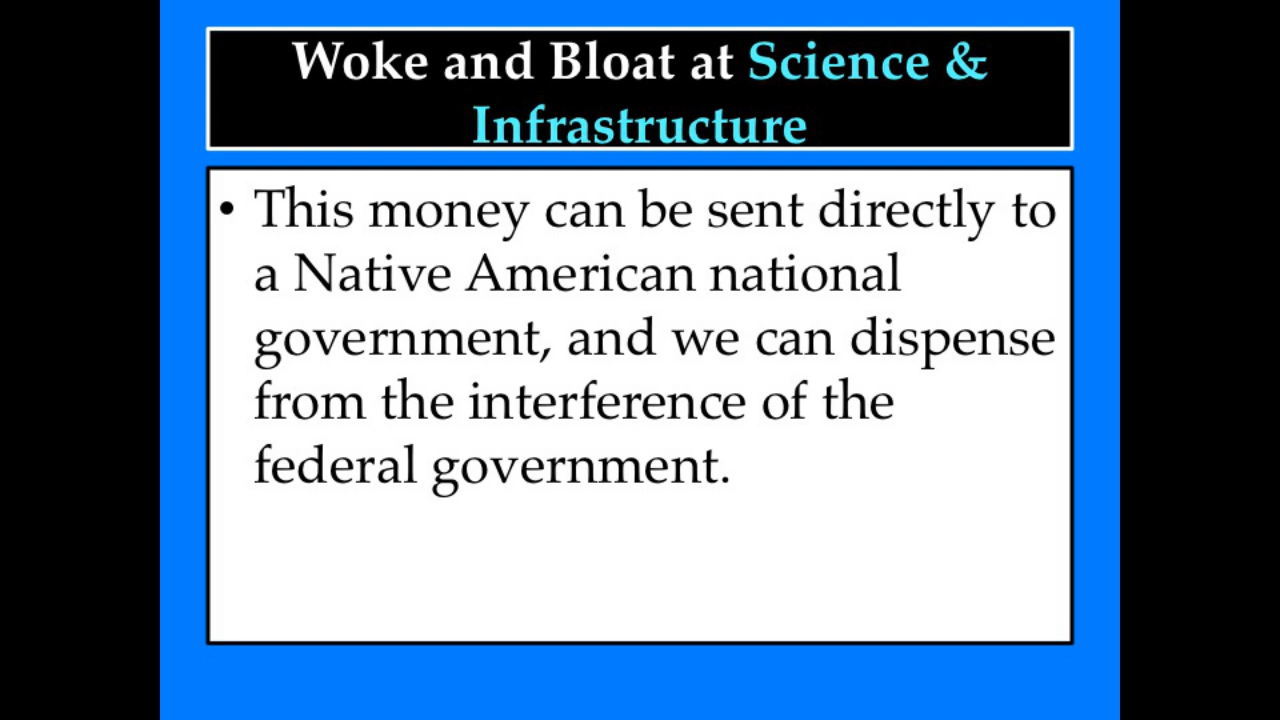 Woke and Bloat at Science &
Infrastructure
• This money can be sent directly to
a Native American national
government, and we can dispense
from the interference of the
federal government.